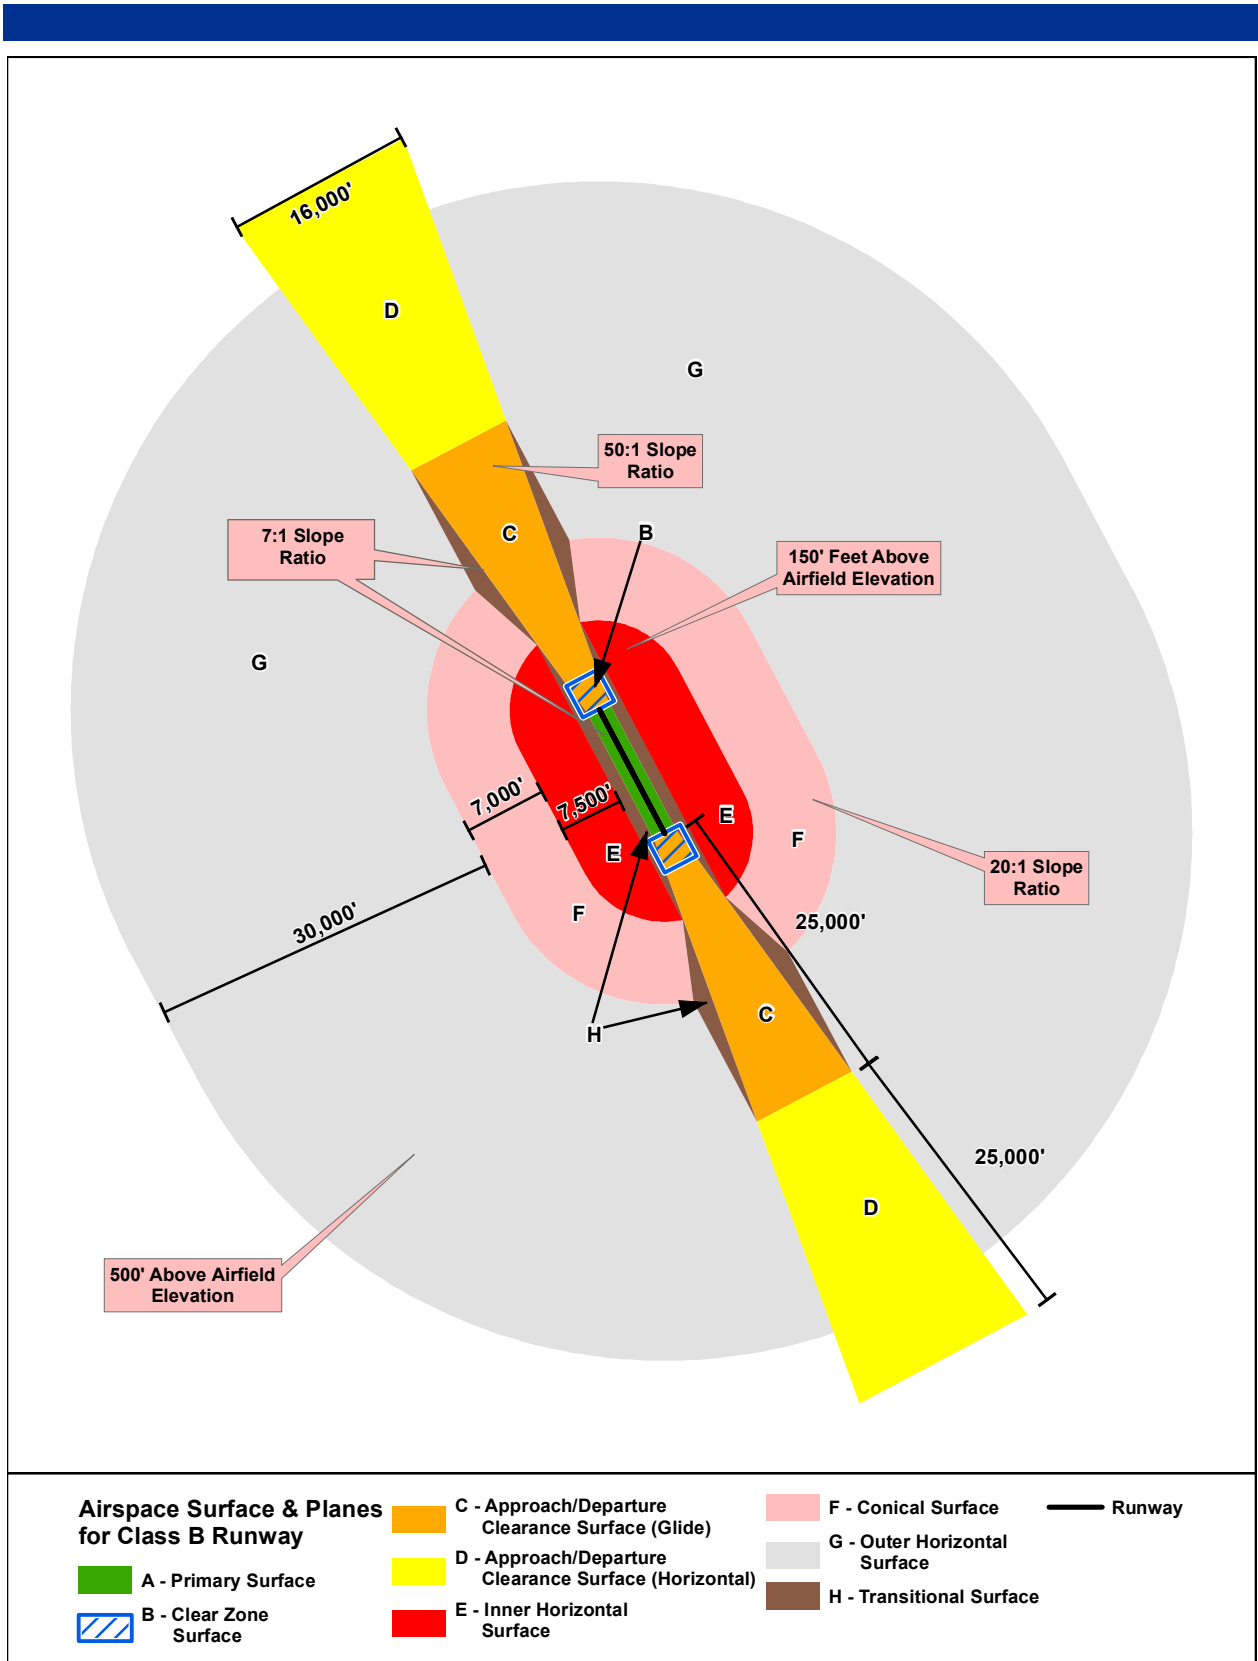 16,000'
D
G
50:1 Slope
Ratio
C
B
7:1 Slope
Ratio
150' Feet Above
Airfield Elevation
G
7,000'
7,500'
E
E
F
20:1 Slope
Ratio
F
30,000'
25,000'
C
H
25,000'
D
500' Above Airfield
Elevation
Airspace Surface & Planes
for Class B Runway
A - Primary Surface
B - Clear Zone
Surface
C - Approach/Departure
Clearance Surface (Glide)
D - Approach/Departure
Clearance Surface (Horizontal)
E - Inner Horizontal
Surface
F - Conical Surface
G - Outer Horizontal
Surface
H - Transitional Surface
Runway